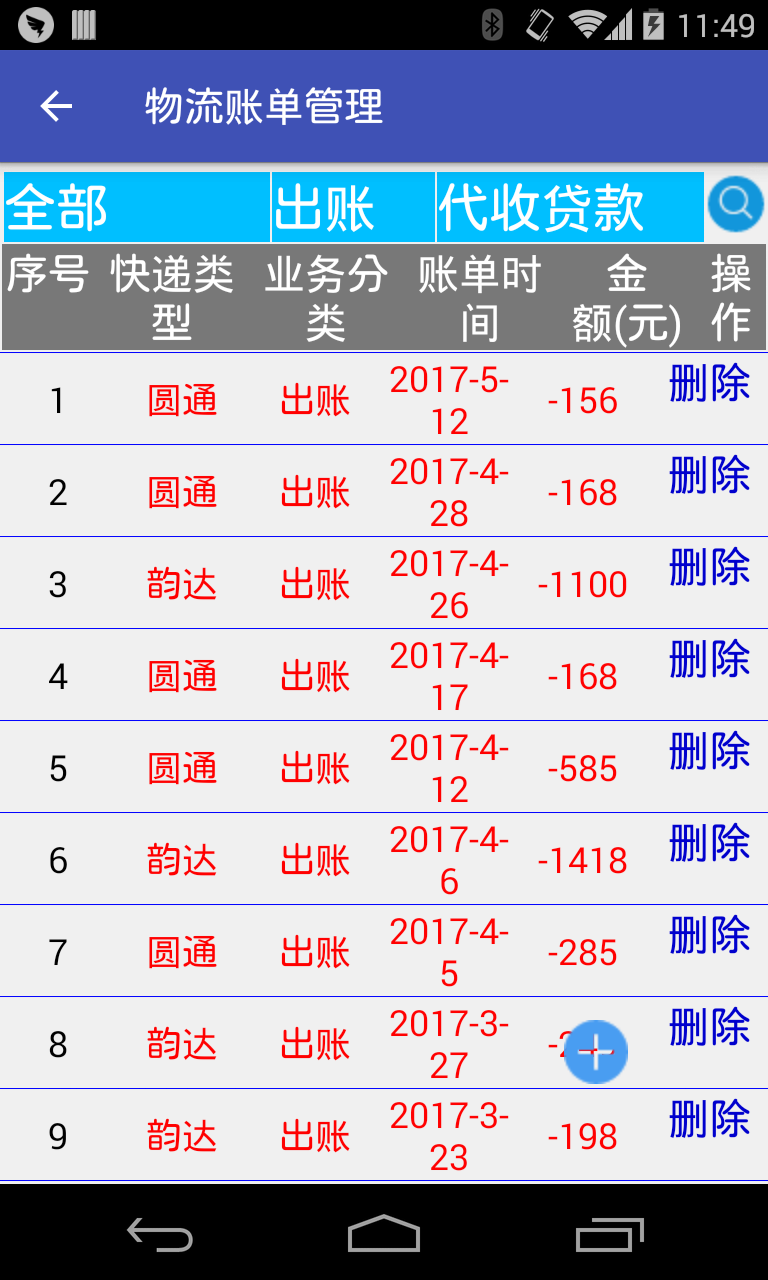 11:49
物流账单管理
全部 出账 代收贷款
序号 快递类型 业务分类 账单时间 金额(元) 操作
1 圆通 出账 2017-5-12 -156 删除
2 圆通 出账 2017-4-28 -168 删除
3 韵达 出账 2017-4-26 -1100 删除
4 圆通 出账 2017-4-17 -168 删除
5 圆通 出账 2017-4-12 -585 删除
6 韵达 出账 2017-4-6 -1418 删除
7 圆通 出账 2017-4-5 -285 删除
8 韵达 出账 2017-3-27 删除
9 韵达 出账 2017-3-23 -198 删除